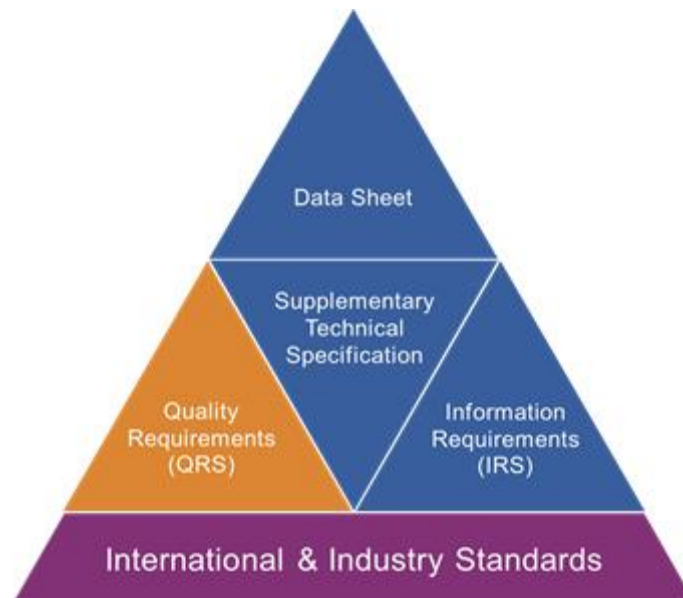 Data Sheet
Supplementary
Technical
Specification
Quality
Requirements
(QRS)
Information
Requirements
(IRS)
International & Industry Standards